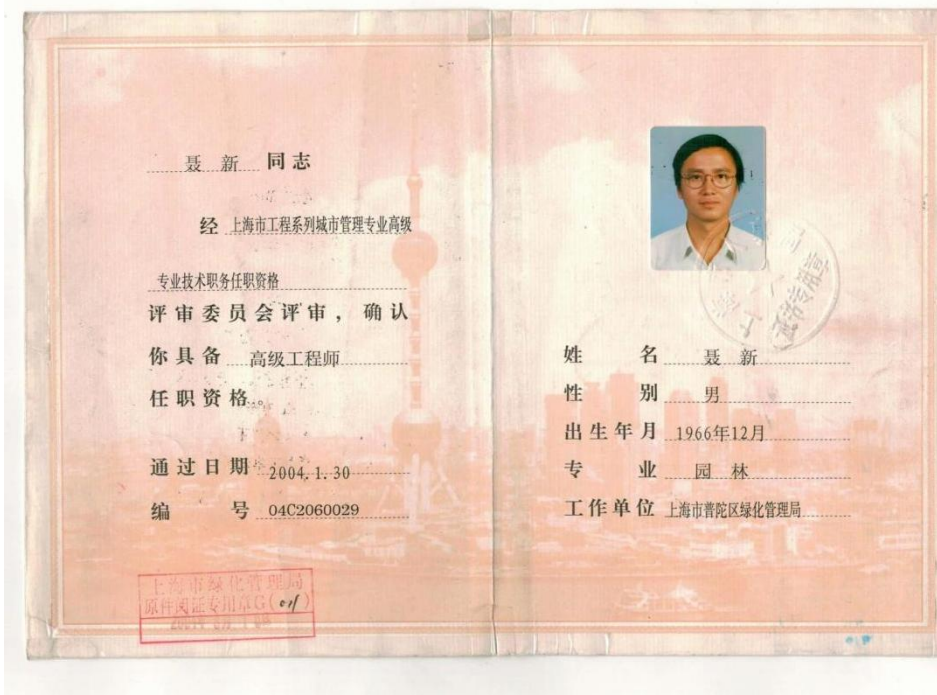 聂 新 同志
经 上海市工程系列城市管理专业高级
专业技术职务任职资格
评审委员会评审，确认
你具备 高级工程师
任职资格。
通过日期 2004.1.30
编 号 04C2060029
上海市绿化管理局
原件阅证专用章G(01)
姓 名 聂 新
性 别 男
出生年月 1966年12月
专 业 园 林
工作单位 上海市普陀区绿化管理局